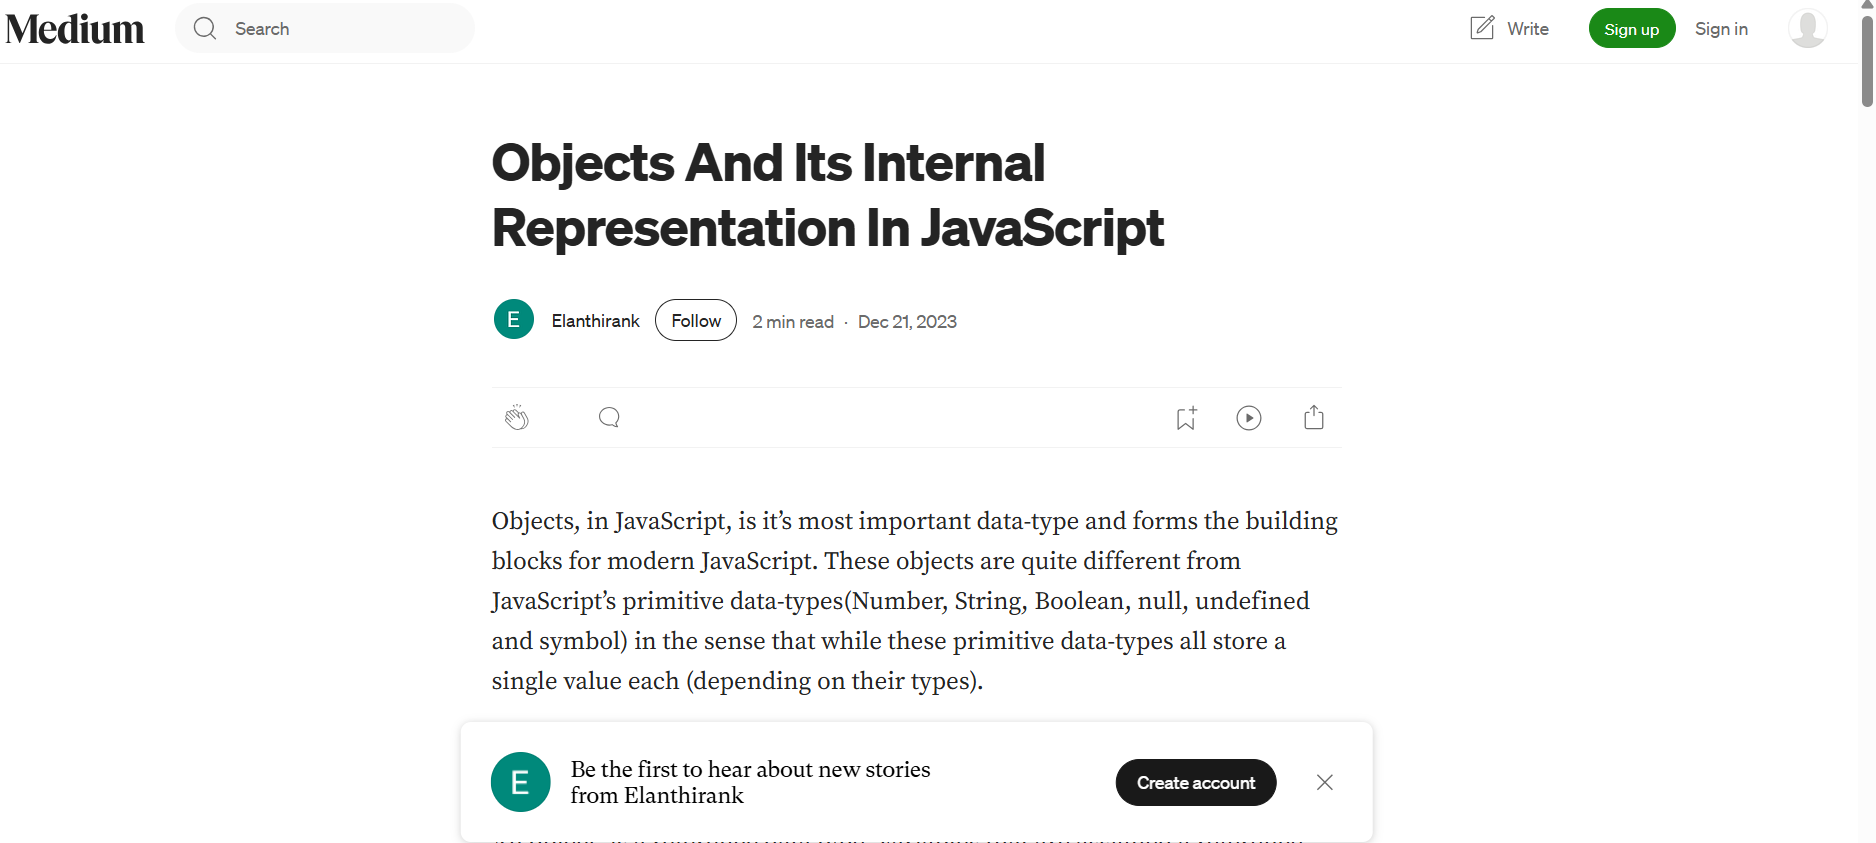 Medium
Search
Write
Sign up
Sign in
Objects And Its Internal
Representation In JavaScript
E
Elanthirank
Follow
2 min read · Dec 21, 2023
Objects, in JavaScript, is it’s most important data-type and forms the building
blocks for modern JavaScript. These objects are quite different from
JavaScript’s primitive data-types(Number, String, Boolean, null, undefined
and symbol) in the sense that while these primitive data-types all store a
single value each (depending on their types).
E
Be the first to hear about new stories
from Elanthirank
Create account